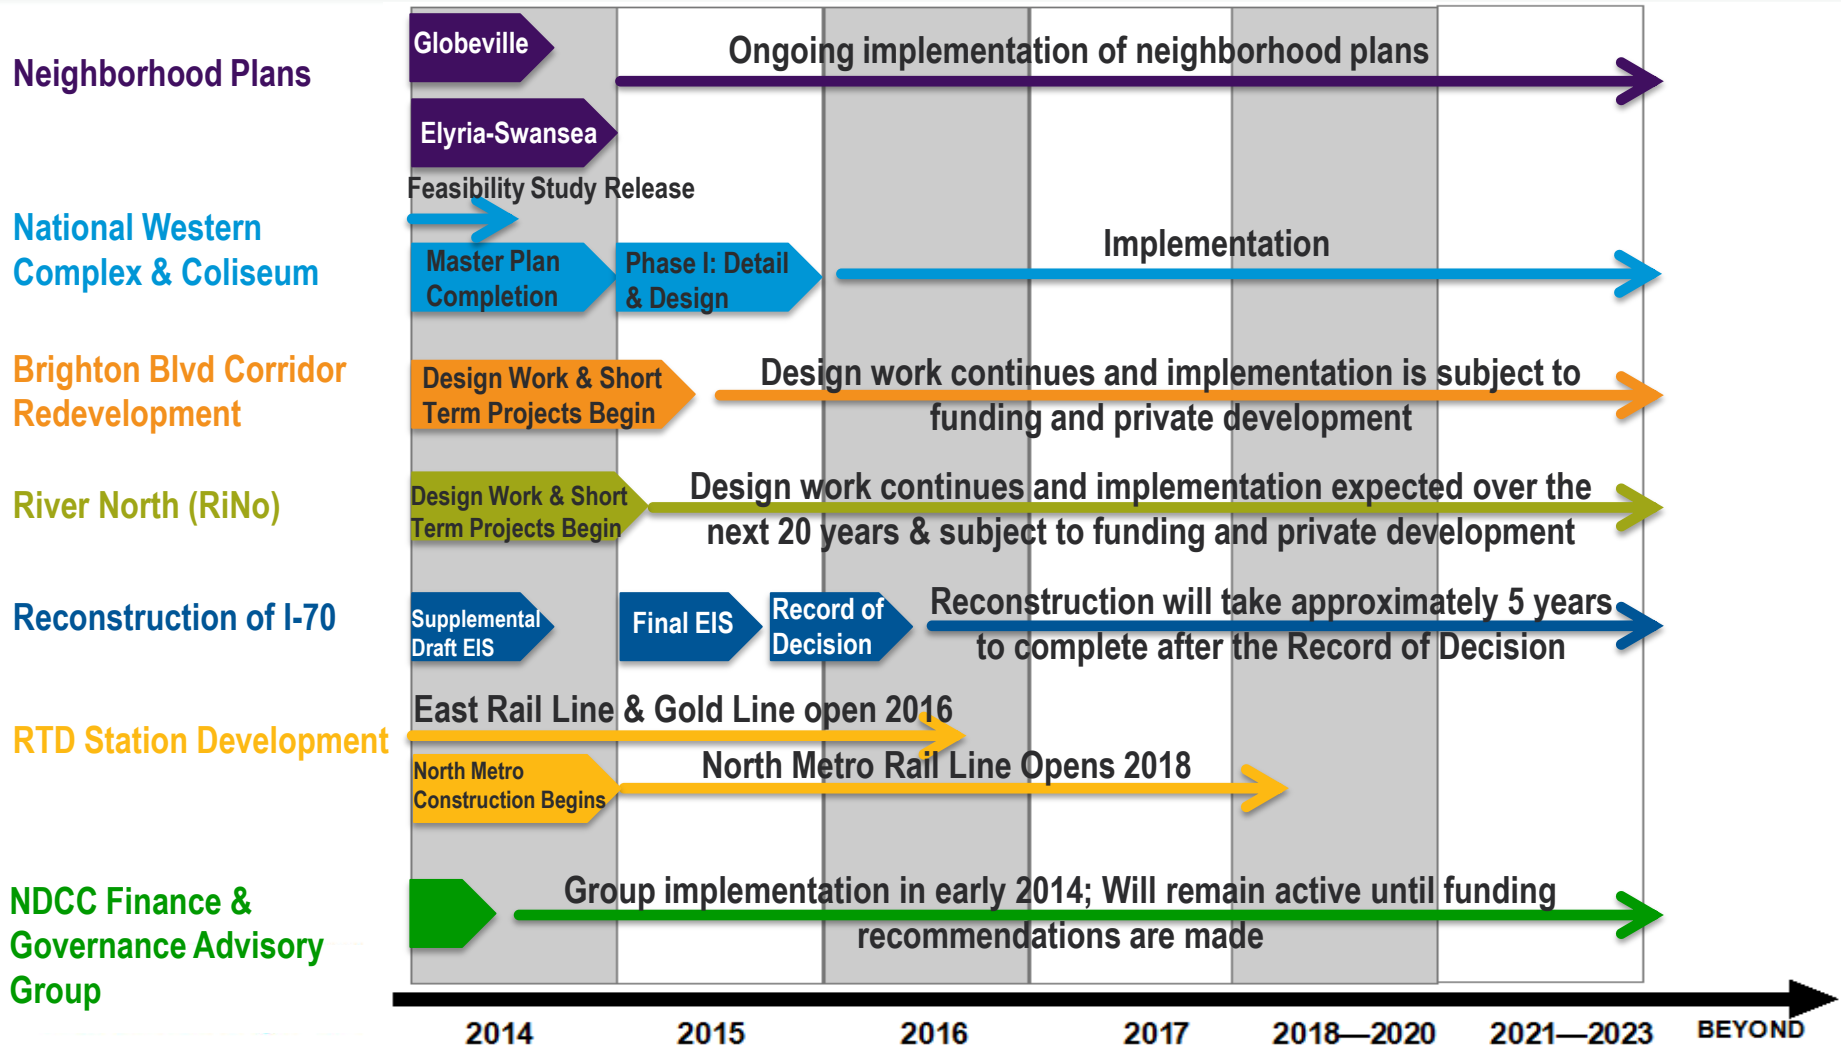 Neighborhood Plans
Globeville
Ongoing implementation of neighborhood plans
Elyria-Swansea
National Western
Complex & Coliseum
Feasibility Study Release
Master Plan
Completion
Phase I: Detail
& Design
Implementation
Brighton Blvd Corridor
Redevelopment
Design Work & Short
Term Projects Begin
Design work continues and implementation is subject to
funding and private development
River North (RiNo)
Design Work & Short
Term Projects Begin
Design work continues and implementation expected over the
next 20 years & subject to funding and private development
Reconstruction of I-70
Supplemental
Draft EIS
Final EIS
Record of
Decision
Reconstruction will take approximately 5 years
to complete after the Record of Decision
RTD Station Development
East Rail Line & Gold Line open 2016
North Metro
Construction Begins
North Metro Rail Line Opens 2018
NDCC Finance &
Governance Advisory
Group
Group implementation in early 2014; Will remain active until funding
recommendations are made
2014
2015
2016
2017
2018—2020
2021—2023
BEYOND